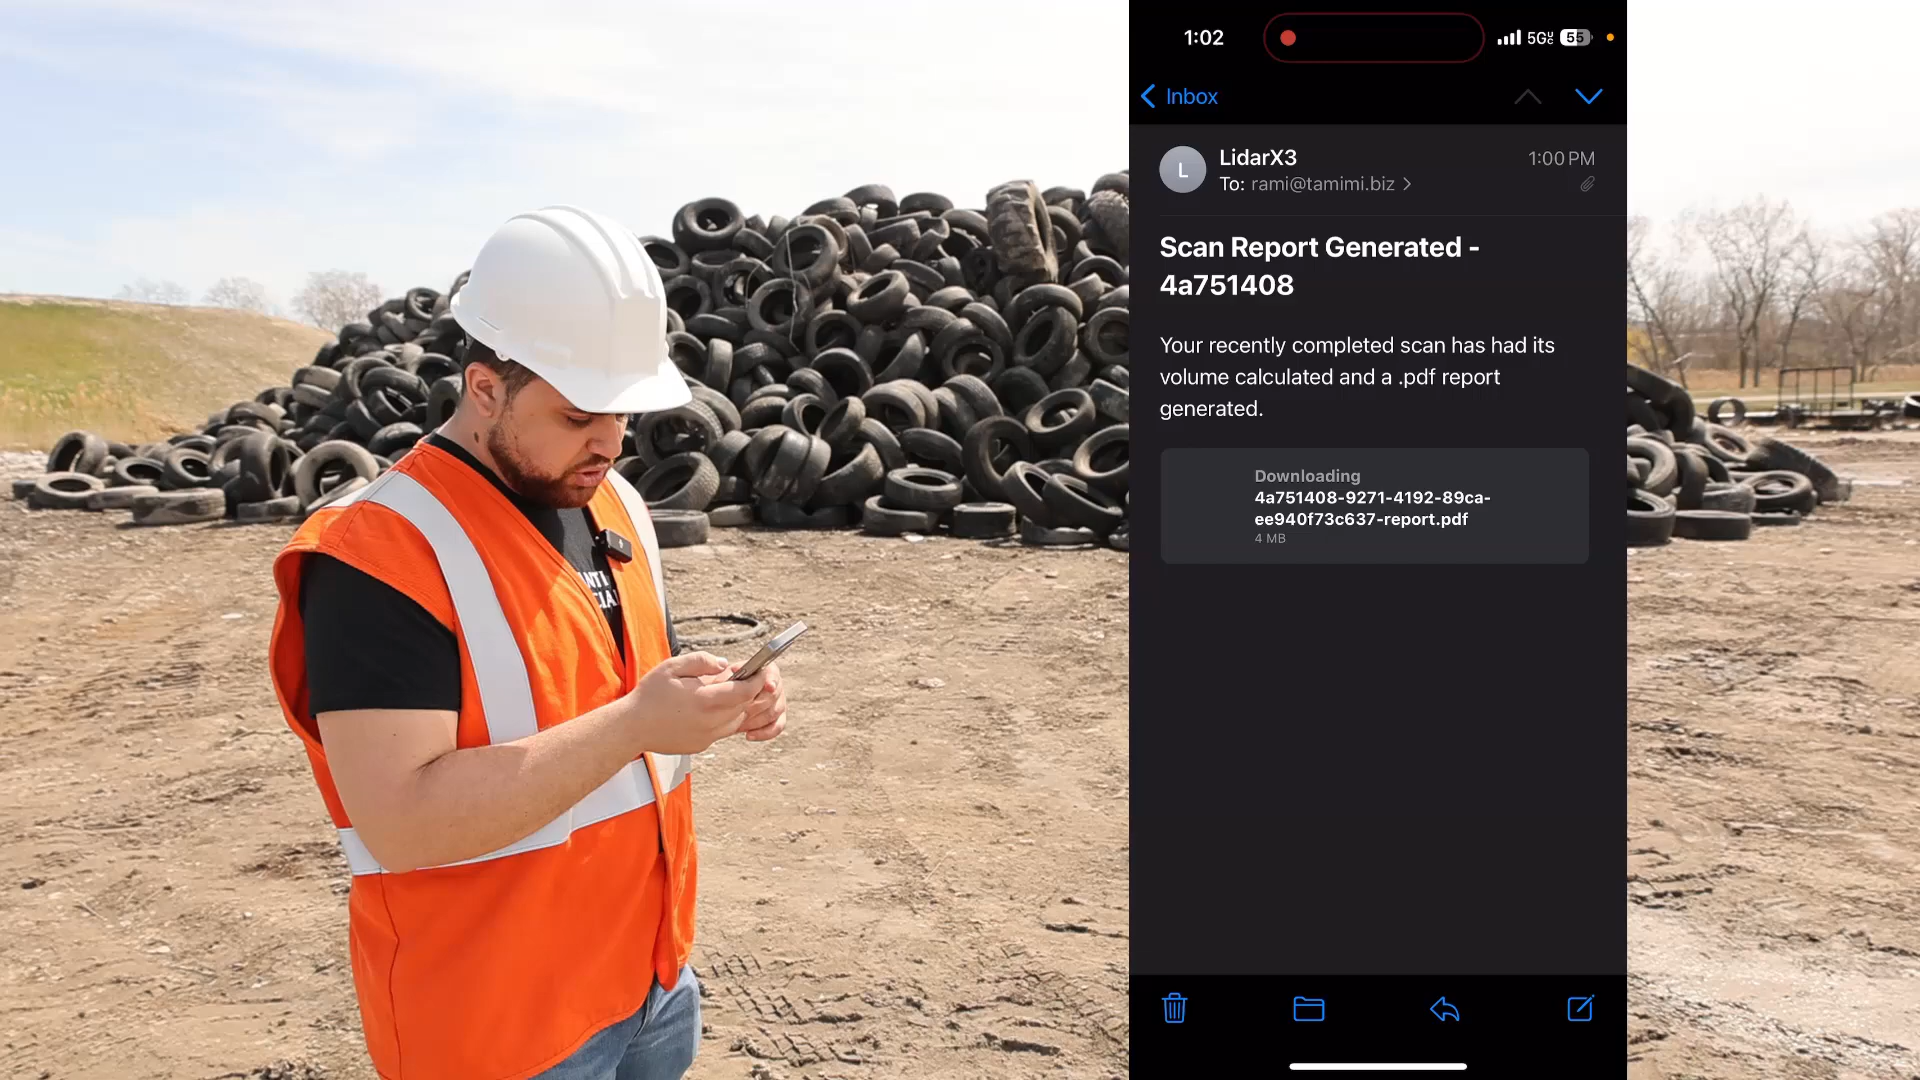 1:02
5G
55
Inbox
L
LidarX3
1:00 PM
To: rami@tamimi.biz
Scan Report Generated -
4a751408
Your recently completed scan has had its
volume calculated and a .pdf report
generated.
Downloading
4a751408-9271-4192-89ca-
ee940f73c637-report.pdf
4 MB